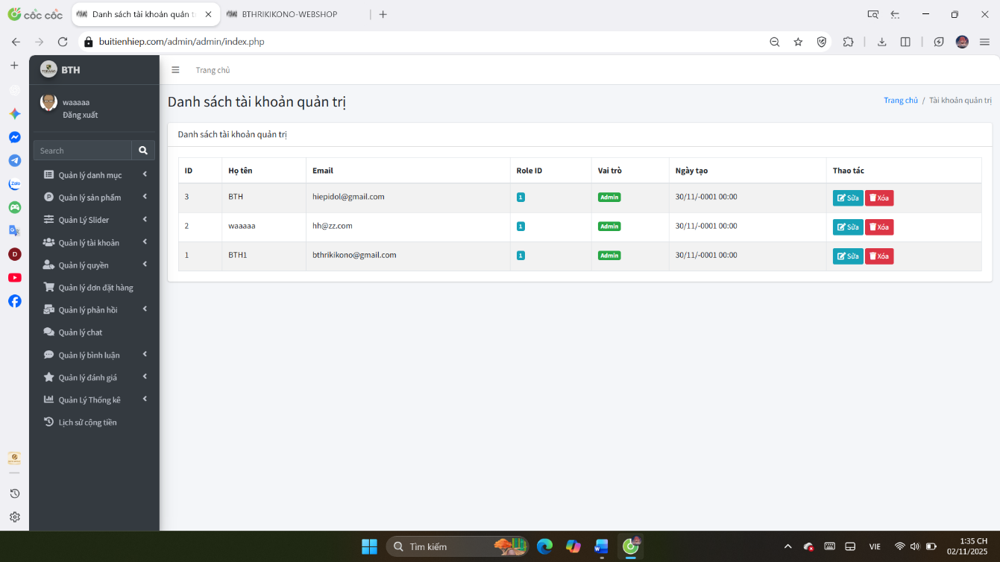 cốc cốc
Danh sách tài khoản quản t
BTHRIKIKONO-WEBSHOP
buitienhiep.com/admin/admin/index.php
BTH
Trang chủ
waaaaa
Đăng xuất
Danh sách tài khoản quản trị
Trang chủ / Tài khoản quản trị
Search
Danh sách tài khoản quản trị
Quản lý danh mục
Quản lý sản phẩm
Quản Lý Slider
Quản lý tài khoản
Quản lý quyền
Quản lý đơn đặt hàng
Quản lý phản hồi
Quản lý chat
Quản lý bình luận
Quản lý đánh giá
Quản Lý Thống kê
Lịch sử cộng tiền
ID Họ tên Email Role ID Vai trò Ngày tạo Thao tác
3 BTH hiepidol@gmail.com 1 Admin 30/11/-0001 00:00 Sửa Xóa
2 waaaaa hh@zz.com 1 Admin 30/11/-0001 00:00 Sửa Xóa
1 BTH1 bthrikikono@gmail.com 1 Admin 30/11/-0001 00:00 Sửa Xóa
Zalo
D
Tìm kiếm
VIE
1:35 CH
02/11/2025